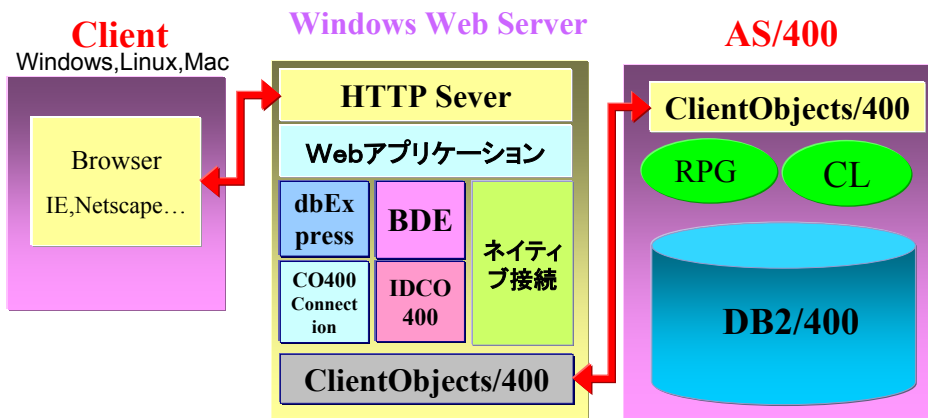 Client
Windows,Linux,Mac
Browser
IE,Netscape…
Windows Web Server
HTTP Sever
Webアプリケーション
dbEx
press
BDE
ネイティ
ブ接続
CO400
Connect
ion
IDCO
400
ClientObjects/400
AS/400
ClientObjects/400
RPG
CL
DB2/400